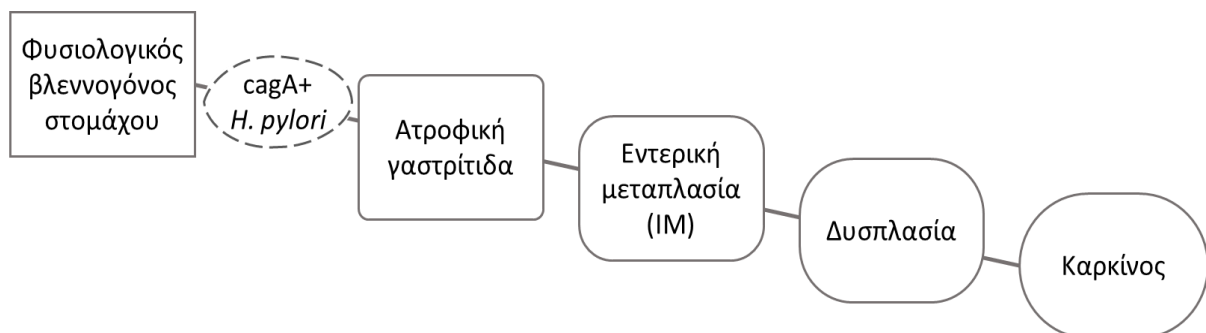 Φυσιολογικός
βλεννογόνος
στομάχου
cagA+
H. pylori
Ατροφική
γαστρίτιδα
Εντερική
μεταπλασία
(IM)
Δυσπλασία
Καρκίνος